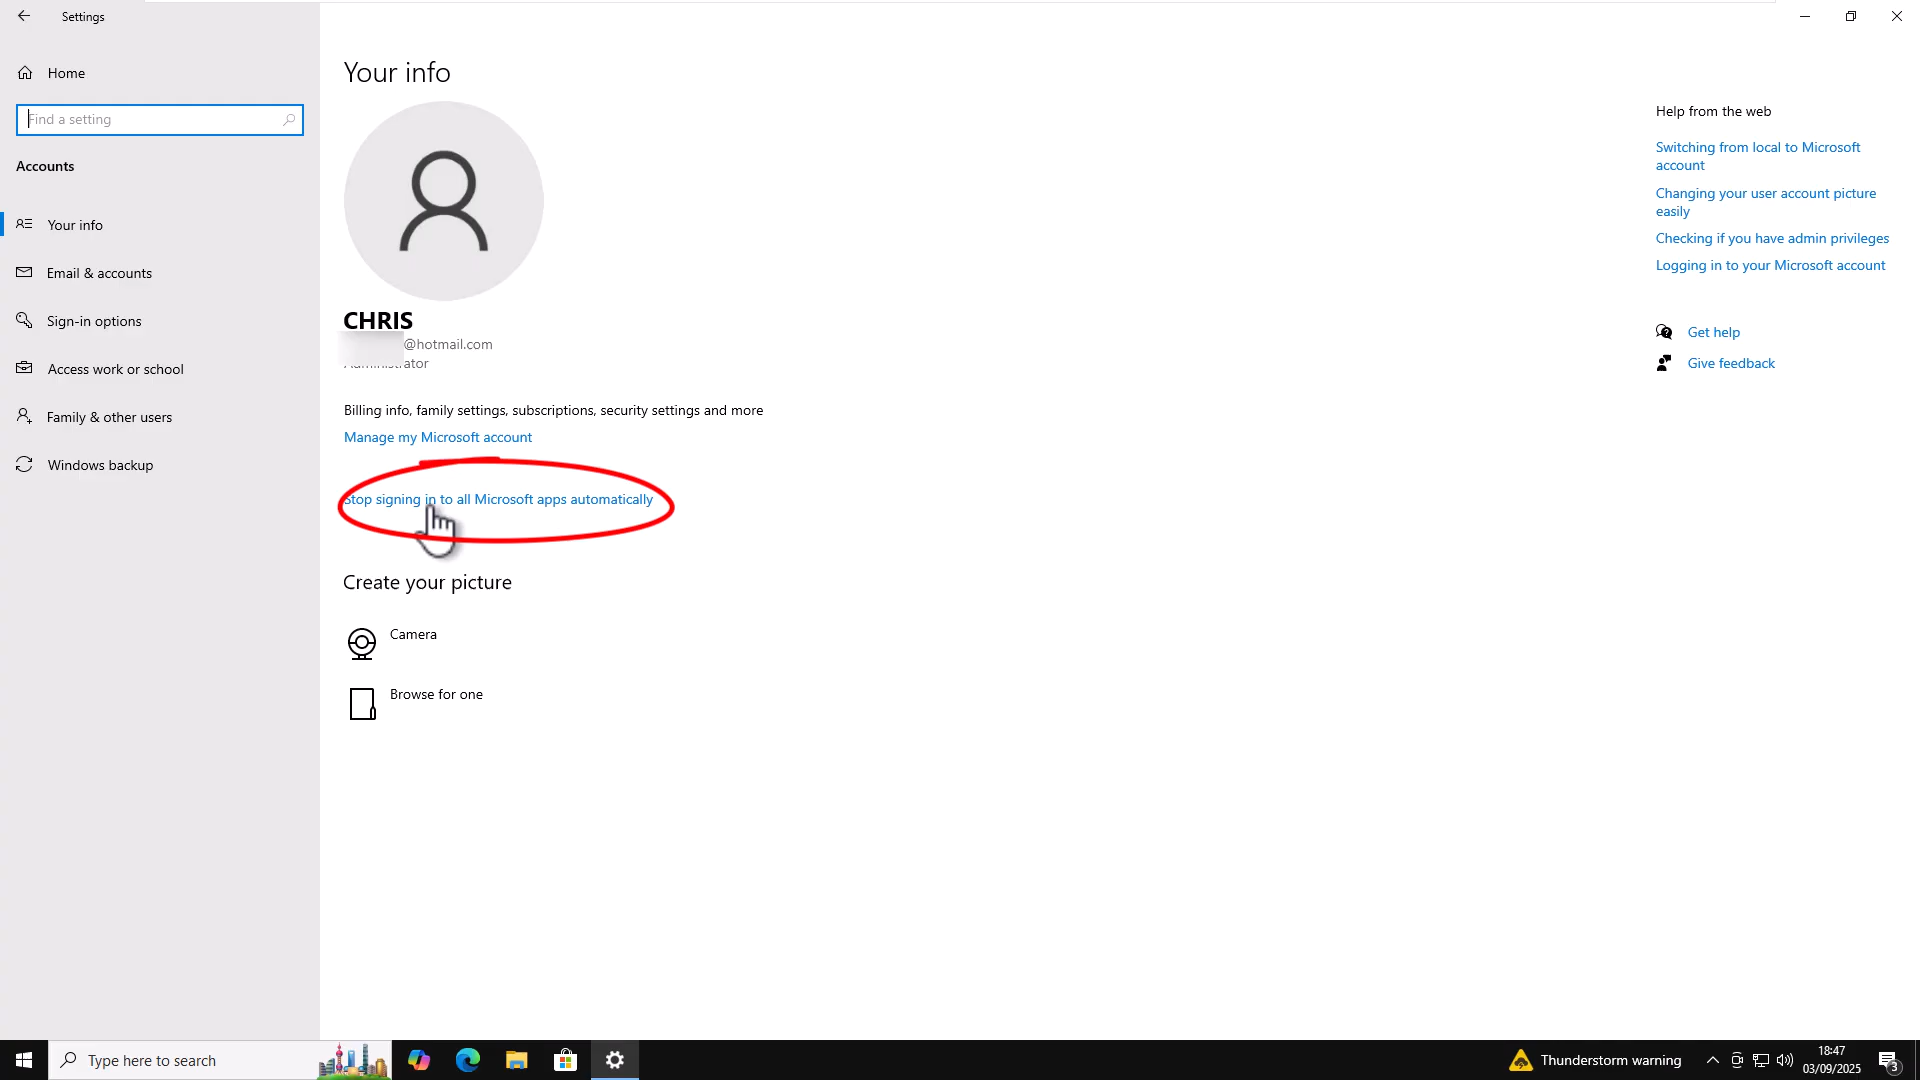 Settings
Home
Find a setting
Accounts
Your info
Email & accounts
Sign-in options
Access work or school
Family & other users
Windows backup
Your info
CHRIS
@hotmail.com
Administrator
Billing info, family settings, subscriptions, security settings and more
Manage my Microsoft account
Stop signing in to all Microsoft apps automatically
Create your picture
Camera
Browse for one
Help from the web
Switching from local to Microsoft
account
Changing your user account picture
easily
Checking if you have admin privileges
Logging in to your Microsoft account
Get help
Give feedback
Type here to search
Thunderstorm warning
18:47
03/09/2025
3